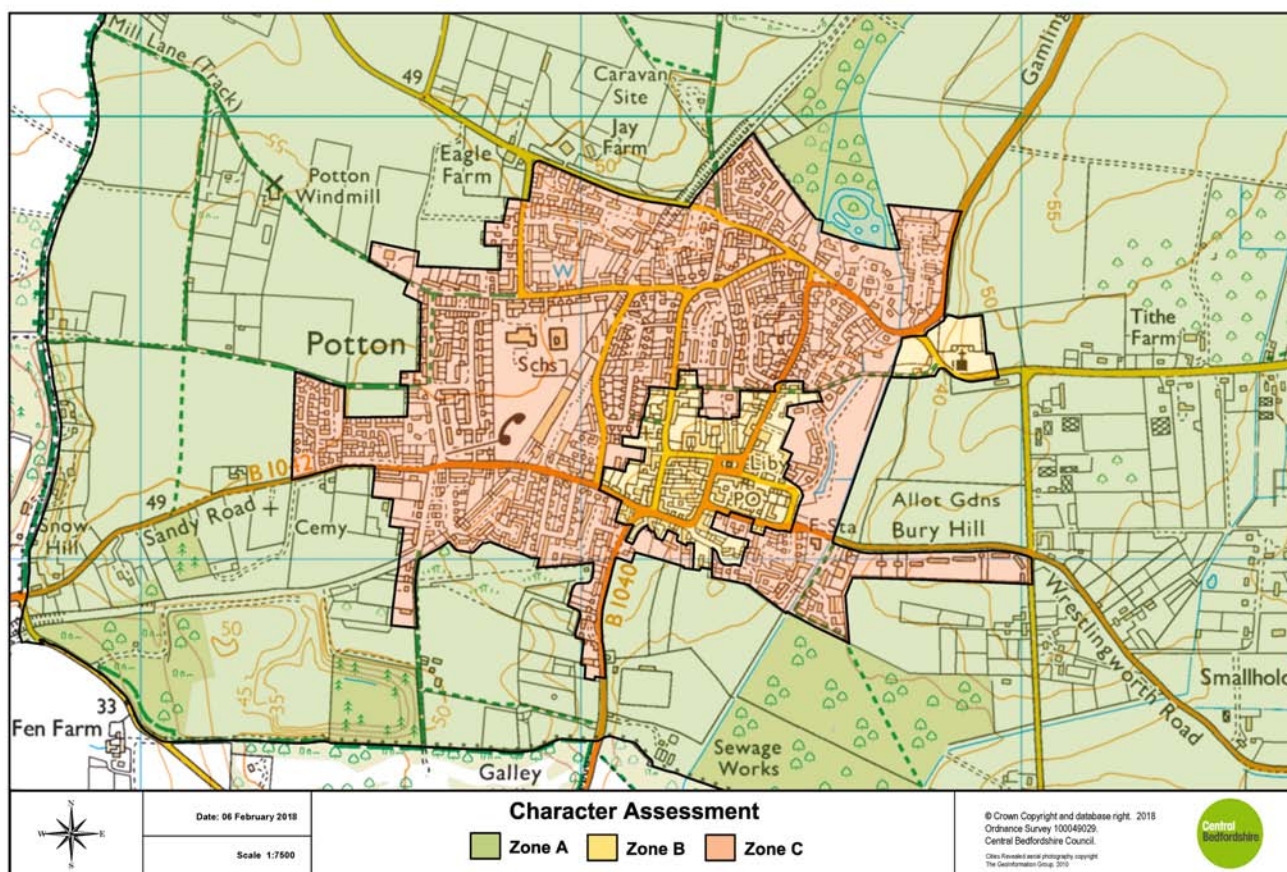 Mill Lane (Track)
49
Caravan
Site
Jay
Farm
50
Gamling
55
Eagle
Farm
Potton
Windmill
55
W
50
Tithe
Farm
Potton
Schs
40
Lib
PO
B 1042
49
Sandy Road
Snow
Hill
Cemy
F Sta
Allot Gdns
Bury Hill
B 1040
Wrestlingworth Road
Smallhold
50
45
35
50
33
Fen Farm
Galley
Sewage
Works
N
W
E
S
Date: 06 February 2018
Scale 1:7500
Character Assessment
Zone A
Zone B
Zone C
© Crown Copyright and database right. 2018
Ordnance Survey 100049029.
Central Bedfordshire Council.
Cities Revealed aerial photography copyright
The GeoInformation Group, 2010
Central
Bedfordshire